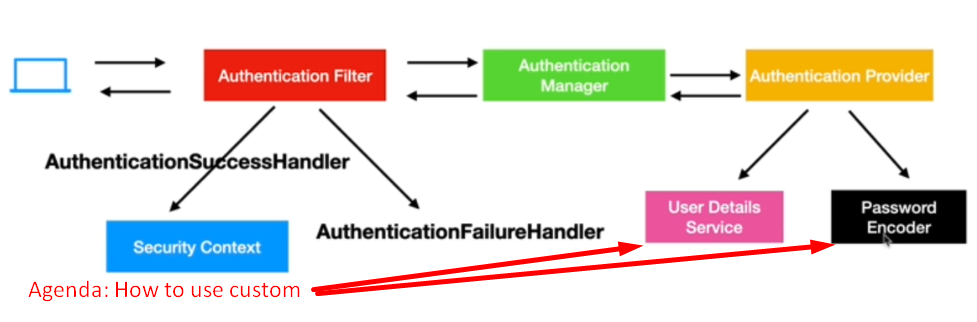 Authentication Filter
Authentication
Manager
Authentication Provider
AuthenticationSuccessHandler
User Details
Service
Password
Encoder
AuthenticationFailureHandler
Security Context
Agenda: How to use custom